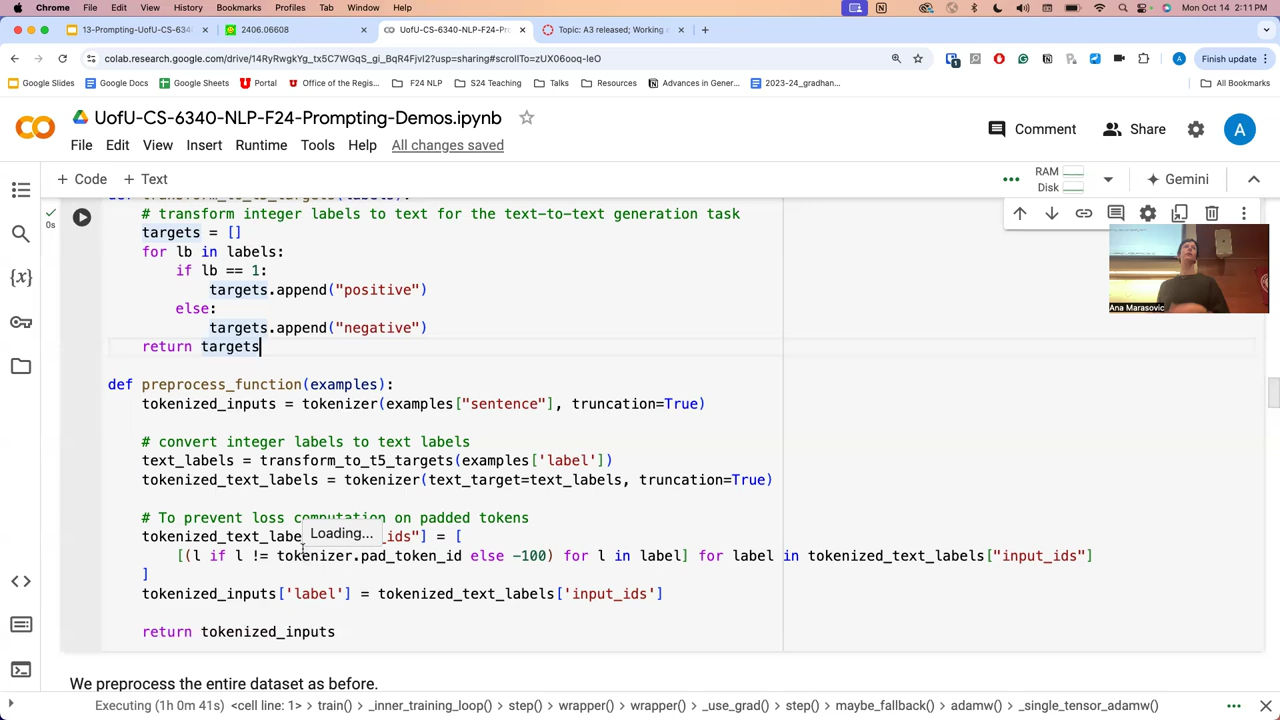 Chrome File Edit View History Bookmarks Profiles Tab Window Help Mon Oct 14 2:11 PM
13-Prompting-UofU-CS-6340 2406.06608 UofU-CS-6340-NLP-F24-Pro Topic: A3 released; Working
colab.research.google.com/drive/14RyRwgkYx_tx5C7WGqS_gi_BqR4FjvI2?usp=sharing#scrollTo=zUX06ooq-leO Finish update
Google Slides Google Docs Google Sheets Portal Office of the Regis... F24 NLP S24 Teaching Talks Resources Advances in Gener... 2023-24_gradhan... All Bookmarks
UofU-CS-6340-NLP-F24-Prompting-Demos.ipynb
Comment Share A
File Edit View Insert Runtime Tools Help All changes saved
+ Code + Text RAM Disk Gemini
# transform integer labels to text for the text-to-text generation task
targets = []
for lb in labels:
if lb == 1:
targets.append("positive")
else:
targets.append("negative")
return targets
0s
Ana Marasovic
def preprocess_function(examples):
tokenized_inputs = tokenizer(examples["sentence"], truncation=True)
# convert integer labels to text labels
text_labels = transform_to_t5_targets(examples['label'])
tokenized_text_labels = tokenizer(text_target=text_labels, truncation=True)
# To prevent loss computation on padded tokens
Loading...
tokenized_text_labe _ids"] = [
[(l if l != tokenizer.pad_token_id else -100) for l in label] for label in tokenized_text_labels["input_ids"]
]
tokenized_inputs['label'] = tokenized_text_labels['input_ids']
return tokenized_inputs
We preprocess the entire dataset as before.
Executing (1h 0m 41s) <cell line: 1> > train() > _inner_training_loop() > step() > wrapper() > wrapper() > _use_grad() > step() > maybe_fallback() > adamw() > _single_tensor_adamw()